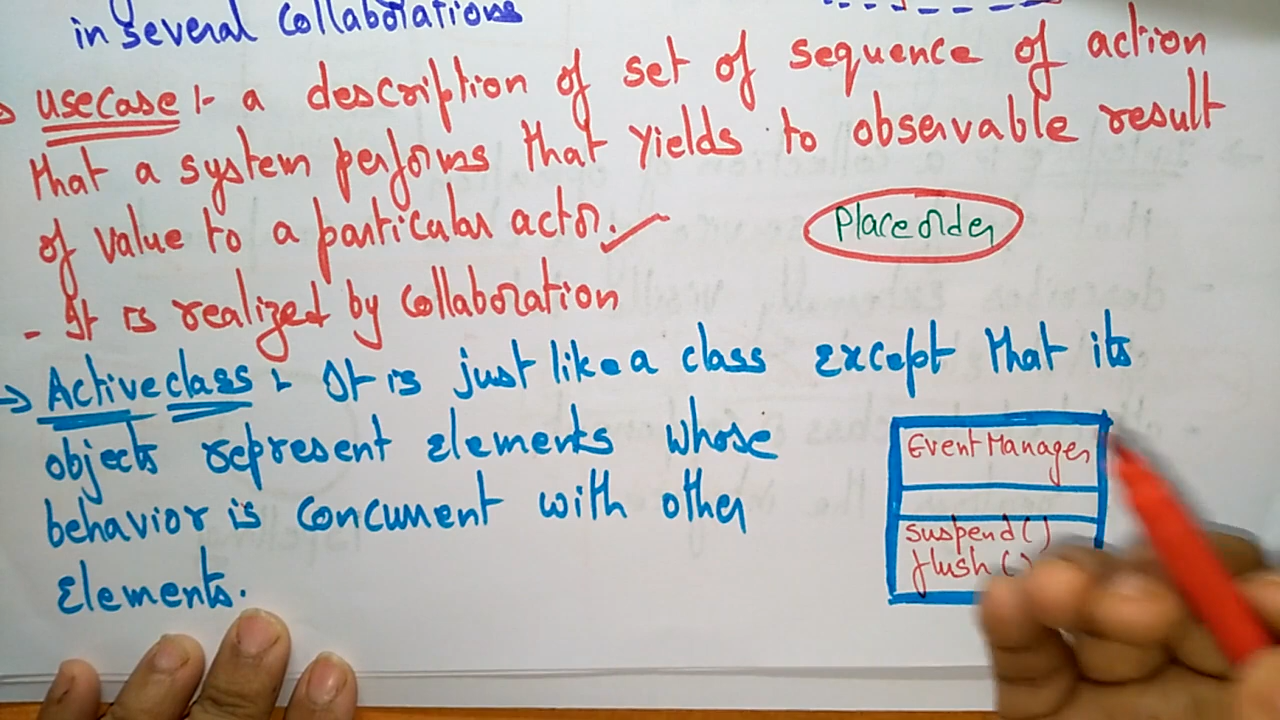 in several collaborations
usecase :- a description of set of sequence of action
that a system performs that yields to observable result
of value to a particular actor.
Place order
- It is realized by collaboration
→ Active class :- It is just like a class except that its
objects represent elements whose
behavior is concurrent with other
elements.
Event Manager
suspend()
flush()